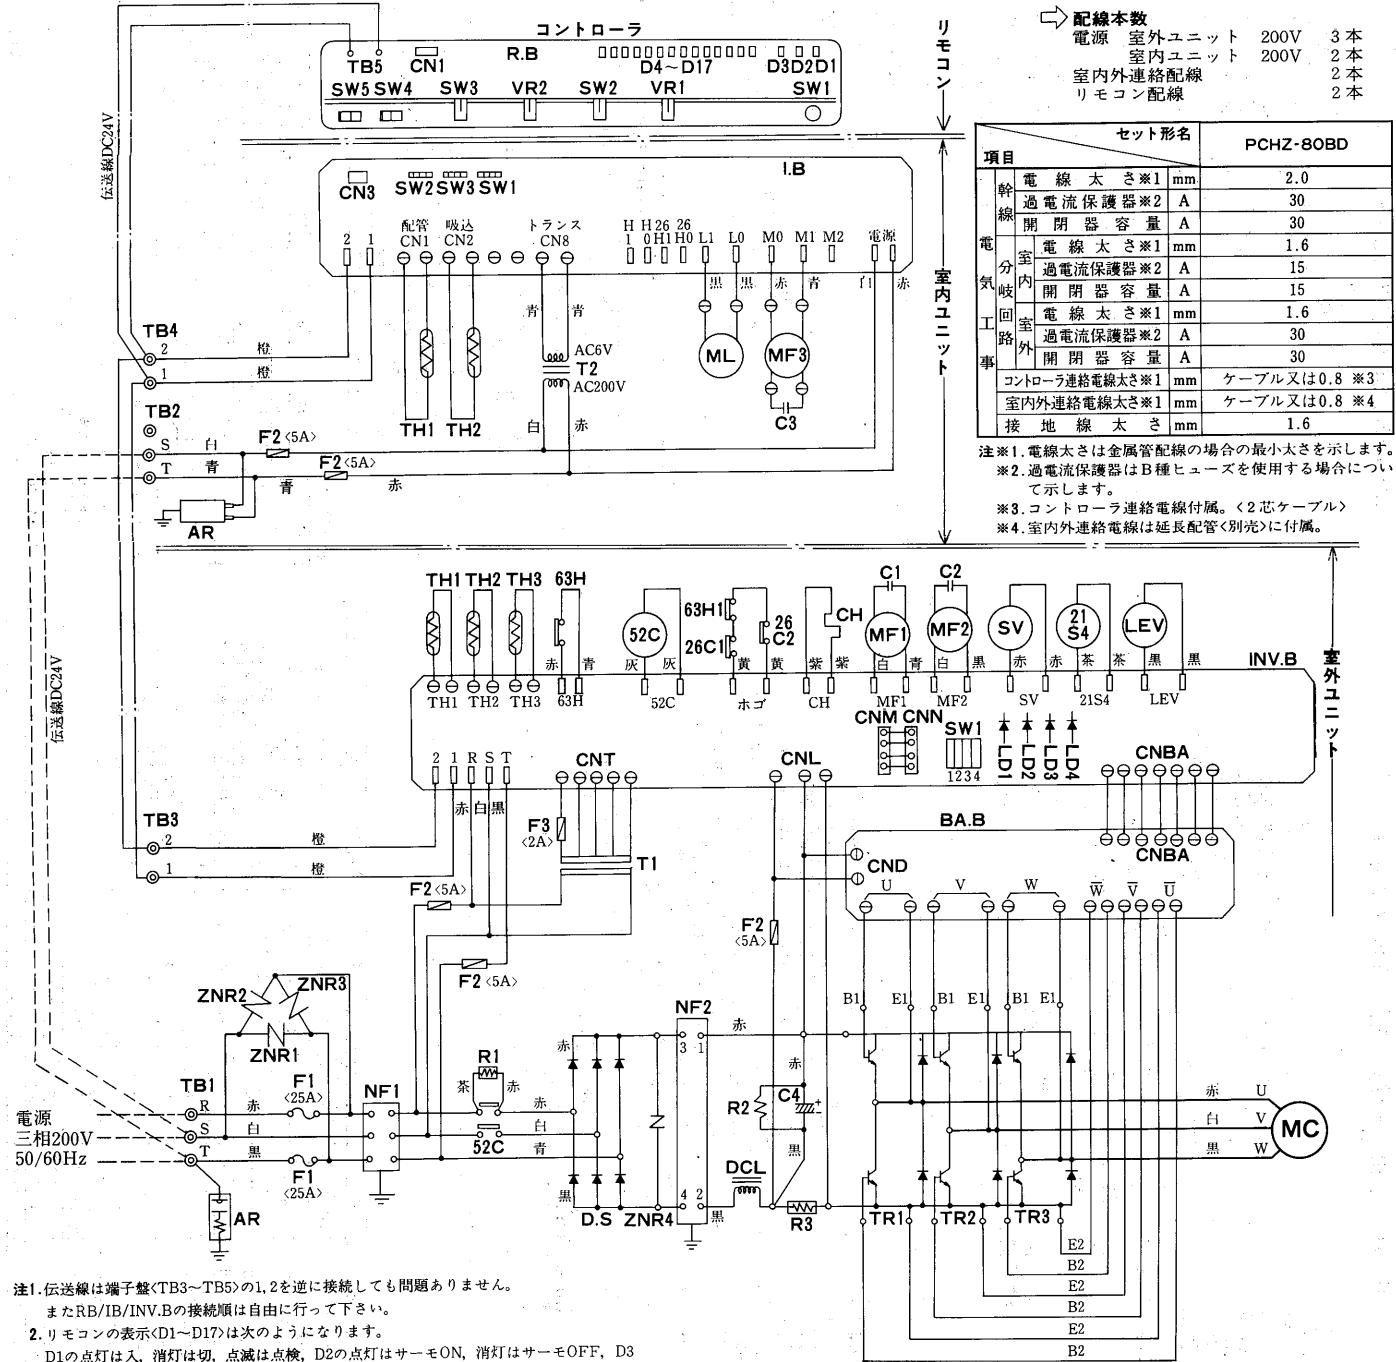 コントローラ
R.B
TB5
CN1
D4~D17
D3D2D1
SW5 SW4 SW3 VR2 SW2 VR1 SW1
リモコン
⇨ 配線本数
電源 室外ユニット 200V 3本
室内ユニット 200V 2本
室内外連絡配線 2本
リモコン配線 2本
セット形名
項目
PCHZ-80BD
電気工事
幹線
電線太さ※1 mm 2.0
過電流保護器※2 A 30
開閉器容量 A 30
分岐回路
室内
電線太さ※1 mm 1.6
過電流保護器※2 A 15
開閉器容量 A 15
室外
電線太さ※1 mm 1.6
過電流保護器※2 A 30
開閉器容量 A 30
コントローラ連絡電線太さ※1 mm ケーブル又は0.8 ※3
室内外連絡電線太さ※1 mm ケーブル又は0.8 ※4
接地線太さ mm 1.6
注※1.電線太さは金属管配線の場合の最小太さを示します。
※2.過電流保護器はB種ヒューズを使用する場合につい
て示します。
※3.コントローラ連絡電線付属。<2芯ケーブル>
※4.室内外連絡電線は延長配管<別売>に付属。
伝送線DC24V
I.B
CN3
SW2 SW3 SW1
配管 吸込 トランス
CN1 CN2 CN8
2 1
H H 26 26
1 0 H1 H0 L1 L0 M0 M1 M2 電源
黒 黒 赤 青 白 赤
室内ユニット
青 青
AC6V
T2
AC200V
白 赤
ML
MF3
C3
TH1 TH2
TB4
2 橙
1 橙
TB2
S 白 F2<5A>
T 青 F2<5A>
青 赤
AR
伝送線DC24V
TH1 TH2 TH3 63H
52C
63H1
26C1
26
C2
CH
C1
MF1
C2
MF2
SV
21
S4
LEV
赤 青 灰 灰 黄 黄 紫 紫 白 青 白 黒 赤 赤 茶 茶 黒 黒
INV.B
室外ユニット
TH1 TH2 TH3 63H 52C ホゴ CH MF1 MF2 SV 21S4 LEV
CNM CNN
SW1
1234
LD1 LD2 LD3 LD4
2 1 R S T
CNT
CNL
CNBA
赤 白 黒
BA.B
CNBA
CND
F3
<2A>
T1
TB3
2 橙
1 橙
F2<5A>
F2<5A>
F2
<5A>
U V W W̄ V̄ Ū
B1 E1 B1 E1 B1 E1
ZNR2
ZNR3
ZNR1
NF2
赤
3 1
4 2
赤
R1
茶 赤
TB1
F1
<25A>
NF1
R 赤
S 白
T 黒
F1
<25A>
電源
三相200V
50/60Hz
赤
白
青
52C
黒
D.S
ZNR4
黒
赤
R2
C4
+
-
黒
DCL
R3
TR1 TR2 TR3
赤 U
白 V
黒 W
MC
AR
E2
B2
E2
B2
E2
B2
注1.伝送線は端子盤<TB3~TB5>の1,2を逆に接続しても問題ありません。
またRB/IB/INV.Bの接続順は自由に行って下さい。
2.リモコンの表示<D1~D17>は次のようになります。
D1の点灯は入,消灯は切,点滅は点検,D2の点灯はサーモON,消灯はサーモOFF,D3